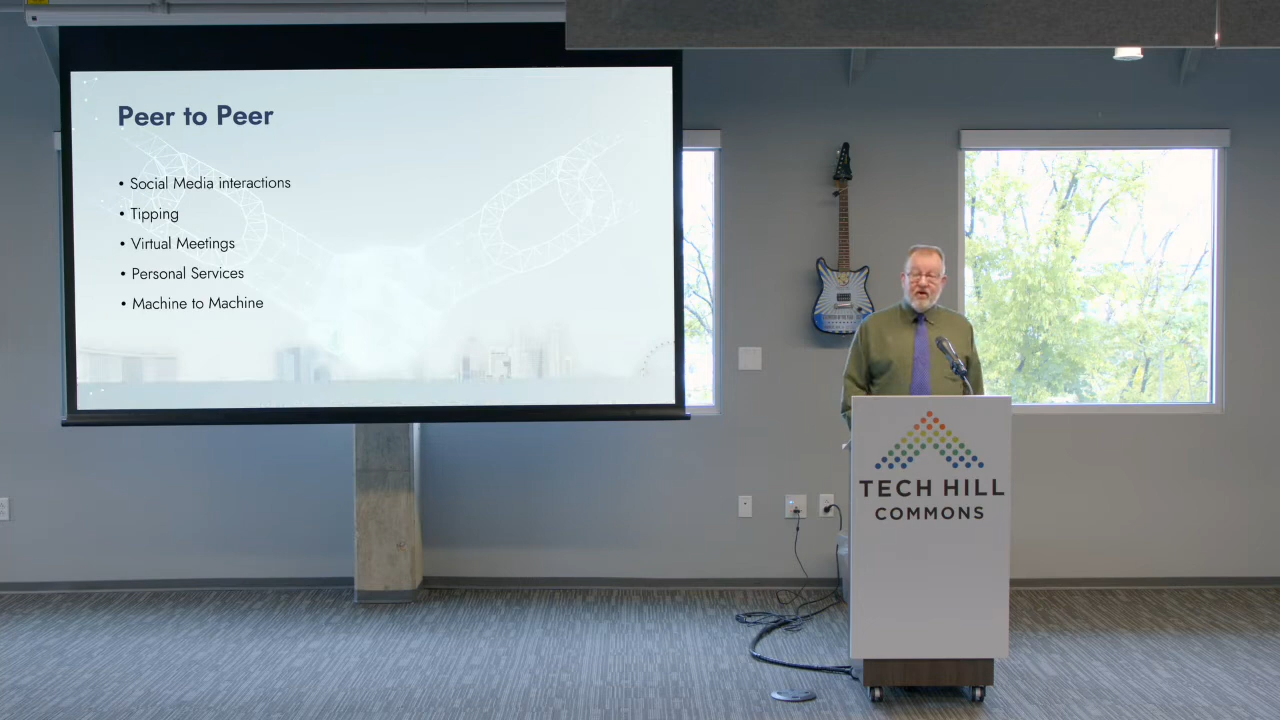 Peer to Peer
• Social Media interactions
• Tipping
• Virtual Meetings
• Personal Services
• Machine to Machine
TECH HILL
COMMONS